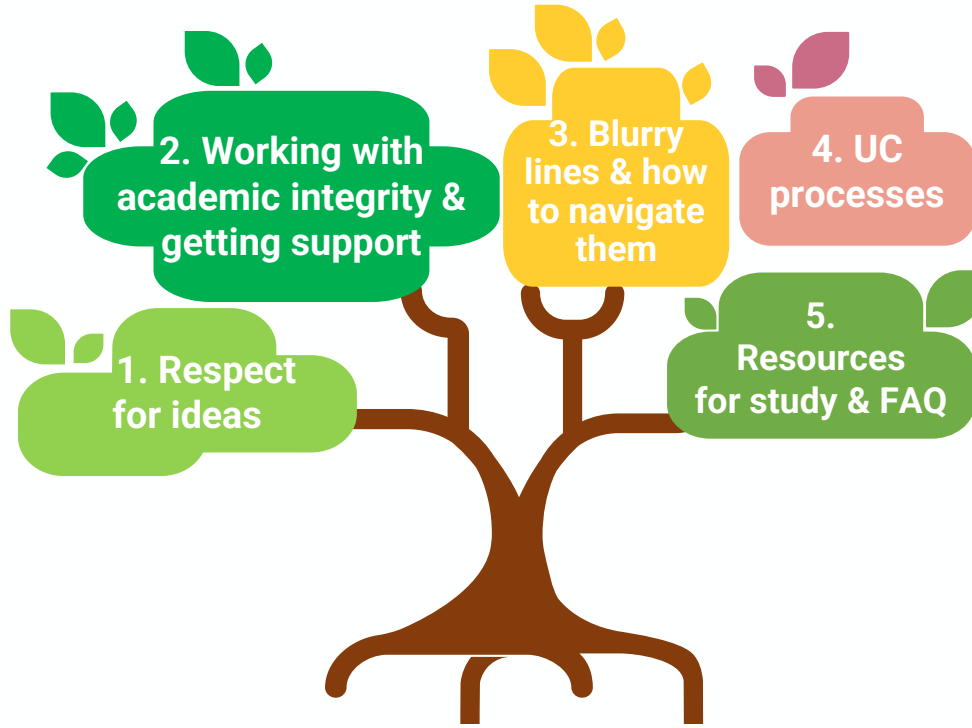 1. Respect
for ideas
2. Working with
academic integrity &
getting support
3. Blurry
lines & how
to navigate
them
4. UC
processes
5.
Resources
for study & FAQ